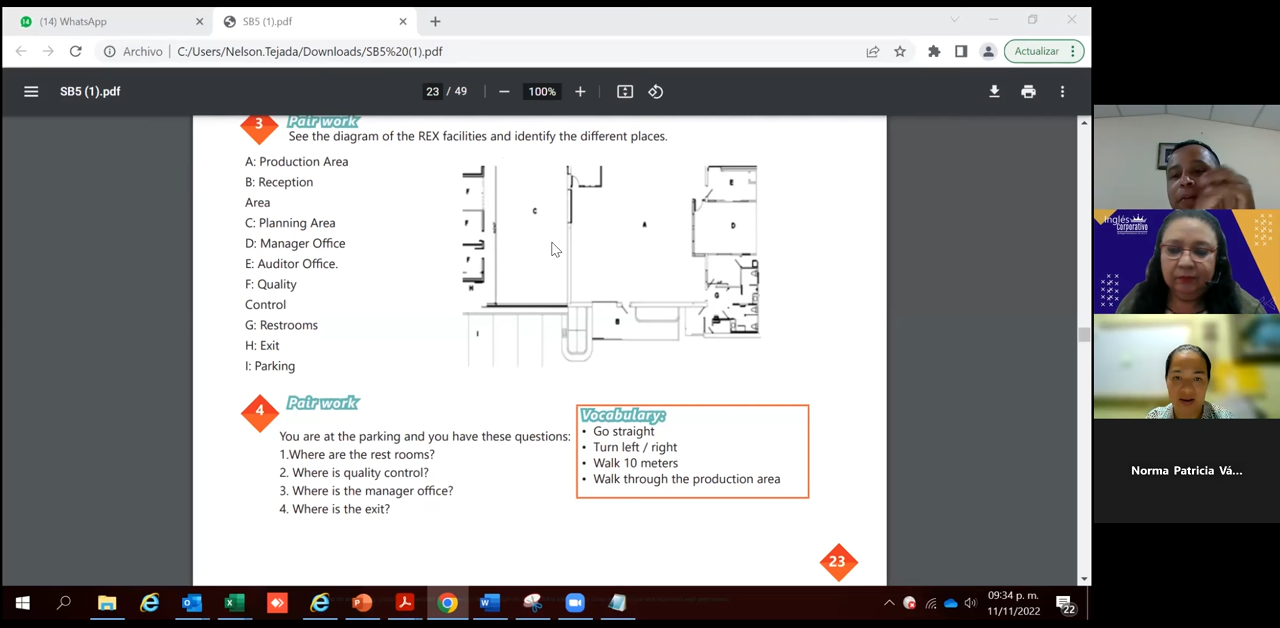 (14) WhatsApp
SB5 (1).pdf
Archivo
C:/Users/Nelson.Tejada/Downloads/SB5%20(1).pdf
Actualizar
SB5 (1).pdf
23 / 49
100%
3
Pair work
See the diagram of the REX facilities and identify the different places.
A: Production Area
B: Reception
Area
C: Planning Area
D: Manager Office
E: Auditor Office.
F: Quality
Control
G: Restrooms
H: Exit
I: Parking
F
F
F
H
C
A
E
D
G
B
I
4
Pair work
You are at the parking and you have these questions:
1.Where are the rest rooms?
2. Where is quality control?
3. Where is the manager office?
4. Where is the exit?
Vocabulary:
• Go straight
• Turn left / right
• Walk 10 meters
• Walk through the production area
23
Inglés
Corporativo
Norma Patricia Vá...
09:34 p. m.
11/11/2022
22